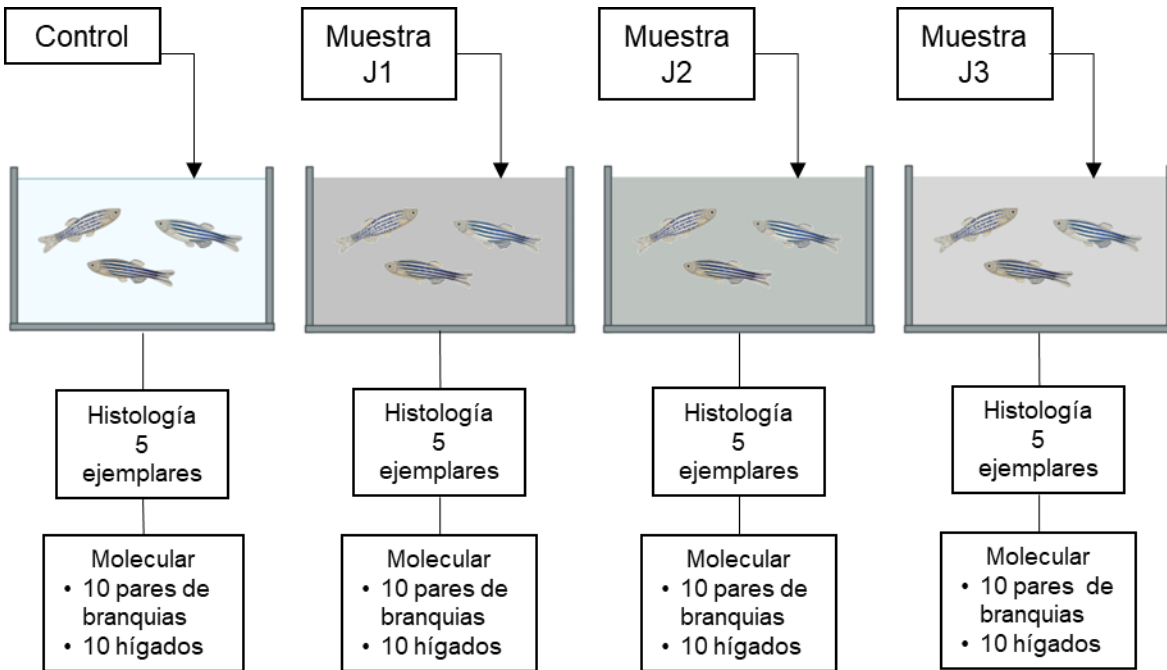 Control
Muestra
J1
Muestra
J2
Muestra
J3
Histología
5
ejemplares
Histología
5
ejemplares
Histología
5
ejemplares
Histología
5
ejemplares
Molecular
• 10 pares de
branquias
• 10 hígados
Molecular
• 10 pares de
branquias
• 10 hígados
Molecular
• 10 pares de
branquias
• 10 hígados
Molecular
• 10 pares de
branquias
• 10 hígados